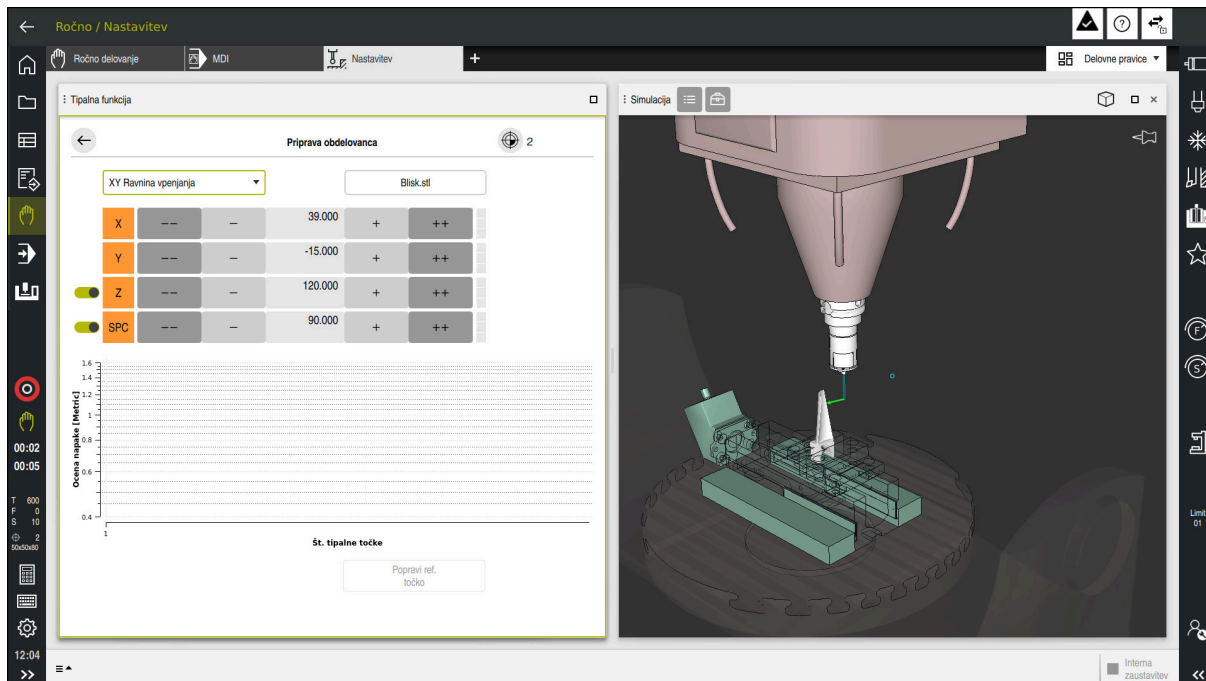 Ročno / Nastavitev
Ročno delovanje
MDI
Nastavitev
+
Delovne pravice
Tipalna funkcija
Priprava obdelovanca
2
XY Ravnina vpenjanja
Blisk.stl
X -- - 39.000 + ++
Y -- - -15.000 + ++
Z -- - 120.000 + ++
SPC -- - 90.000 + ++
Ocena napake [Metric]
1.6
1.4
1.2
1
0.8
0.6
0.4
1
Št. tipalne točke
Popravi ref.
točko
Simulacija
00:02
00:05
T 600
F 0
S 10
2
50x50x80
12:04
F
S
Limit
01
Interna
zaustavitev